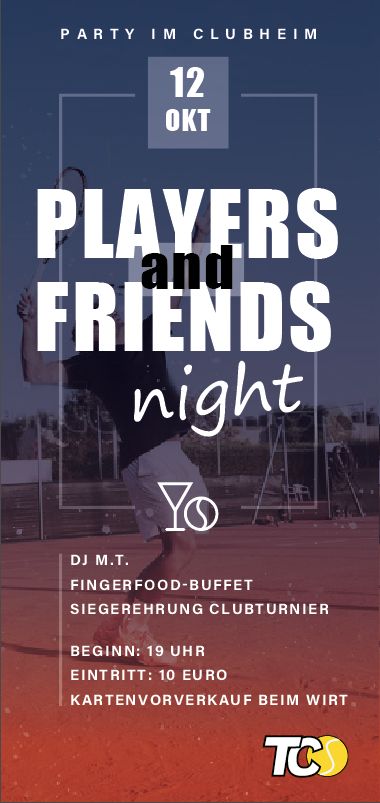 PARTY IM CLUBHEIM
12
OKT
PLAYERS
and
FRIENDS
night
DJ M.T.
FINGERFOOD-BUFFET
SIEGEREHRUNG CLUBTURNIER
BEGINN: 19 UHR
EINTRITT: 10 EURO
KARTENVORVERKAUF BEIM WIRT
TCS